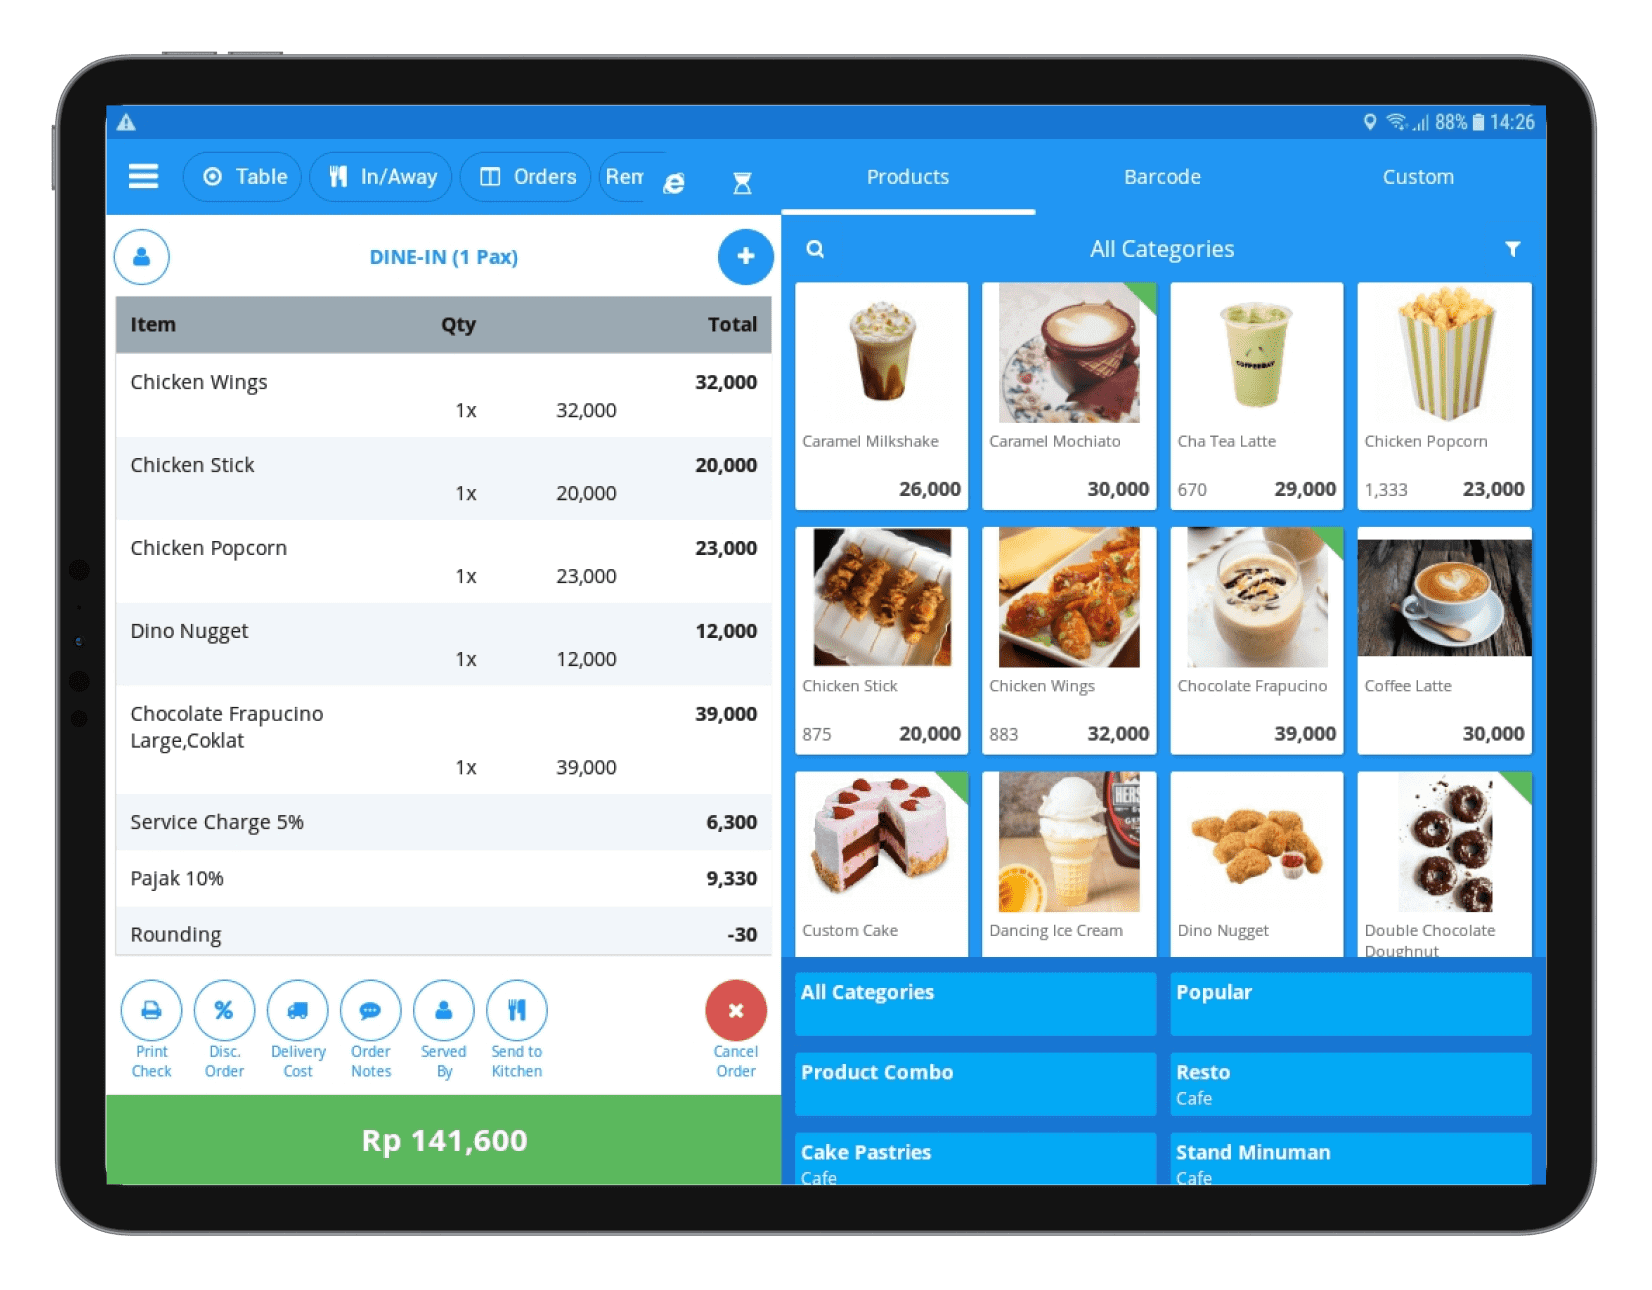 88% 14:26
Table In/Away Orders Rem
Products Barcode Custom
DINE-IN (1 Pax)
All Categories
Item Qty Total
Chicken Wings 32,000
1x 32,000
Chicken Stick 20,000
1x 20,000
Chicken Popcorn 23,000
1x 23,000
Dino Nugget 12,000
1x 12,000
Chocolate Frapucino 39,000
Large,Coklat
1x 39,000
Service Charge 5% 6,300
Pajak 10% 9,330
Rounding -30
Print Check
Disc. Order
Delivery Cost
Order Notes
Served By
Send to Kitchen
Cancel Order
Rp 141,600
COFFEEDAY
Caramel Milkshake
26,000
Caramel Mochiato
30,000
Cha Tea Latte
670 29,000
Chicken Popcorn
1,333 23,000
Chicken Stick
875 20,000
Chicken Wings
883 32,000
Chocolate Frapucino
39,000
Coffee Latte
30,000
Custom Cake
Dancing Ice Cream
Dino Nugget
Double Chocolate
Doughnut
All Categories
Popular
Product Combo
Resto
Cafe
Cake Pastries
Cafe
Stand Minuman
Cafe